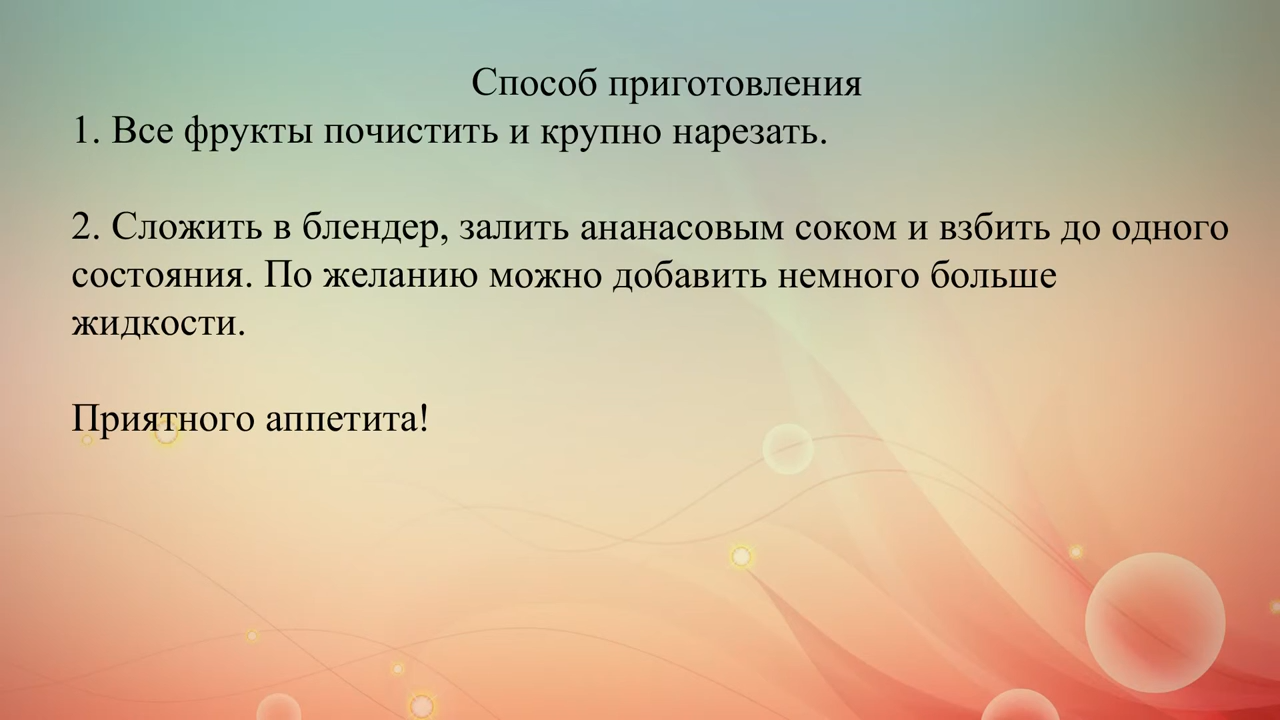 Способ приготовления
1. Все фрукты почистить и крупно нарезать.
2. Сложить в блендер, залить ананасовым соком и взбить до одного
состояния. По желанию можно добавить немного больше
жидкости.
Приятного аппетита!